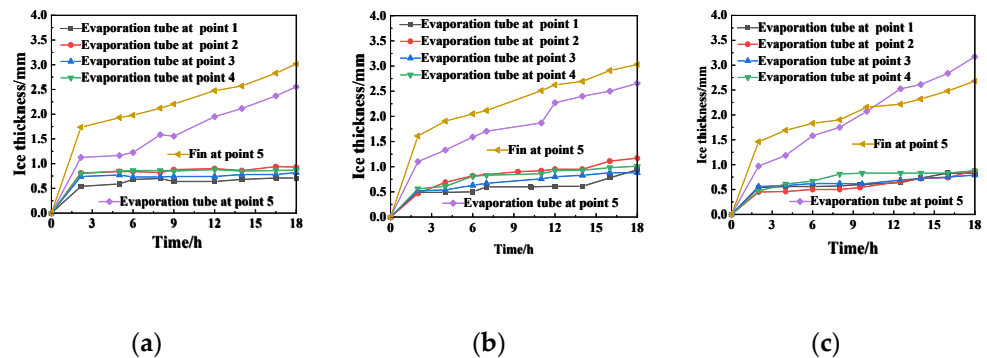 4.0
3.5
3.0
2.5
2.0
1.5
1.0
0.5
0.0
Ice thickness/mm
Evaporation tube at point 1
Evaporation tube at point 2
Evaporation tube at point 3
Evaporation tube at point 4
Fin at point 5
Evaporation tube at point 5
0 3 6 9 12 15 18
Time/h
(a)
4.0
3.5
3.0
2.5
2.0
1.5
1.0
0.5
0.0
Ice thickness/mm
Evaporation tube at point 1
Evaporation tube at point 2
Evaporation tube at point 3
Evaporation tube at point 4
Fin at point 5
Evaporation tube at point 5
0 3 6 9 12 15 18
Time/h
(b)
4.0
3.5
3.0
2.5
2.0
1.5
1.0
0.5
0.0
Ice thickness/mm
Evaporation tube at point 1
Evaporation tube at point 2
Evaporation tube at point 3
Evaporation tube at point 4
Fin at point 5
Evaporation tube at point 5
0 3 6 9 12 15 18
Time/h
(c)